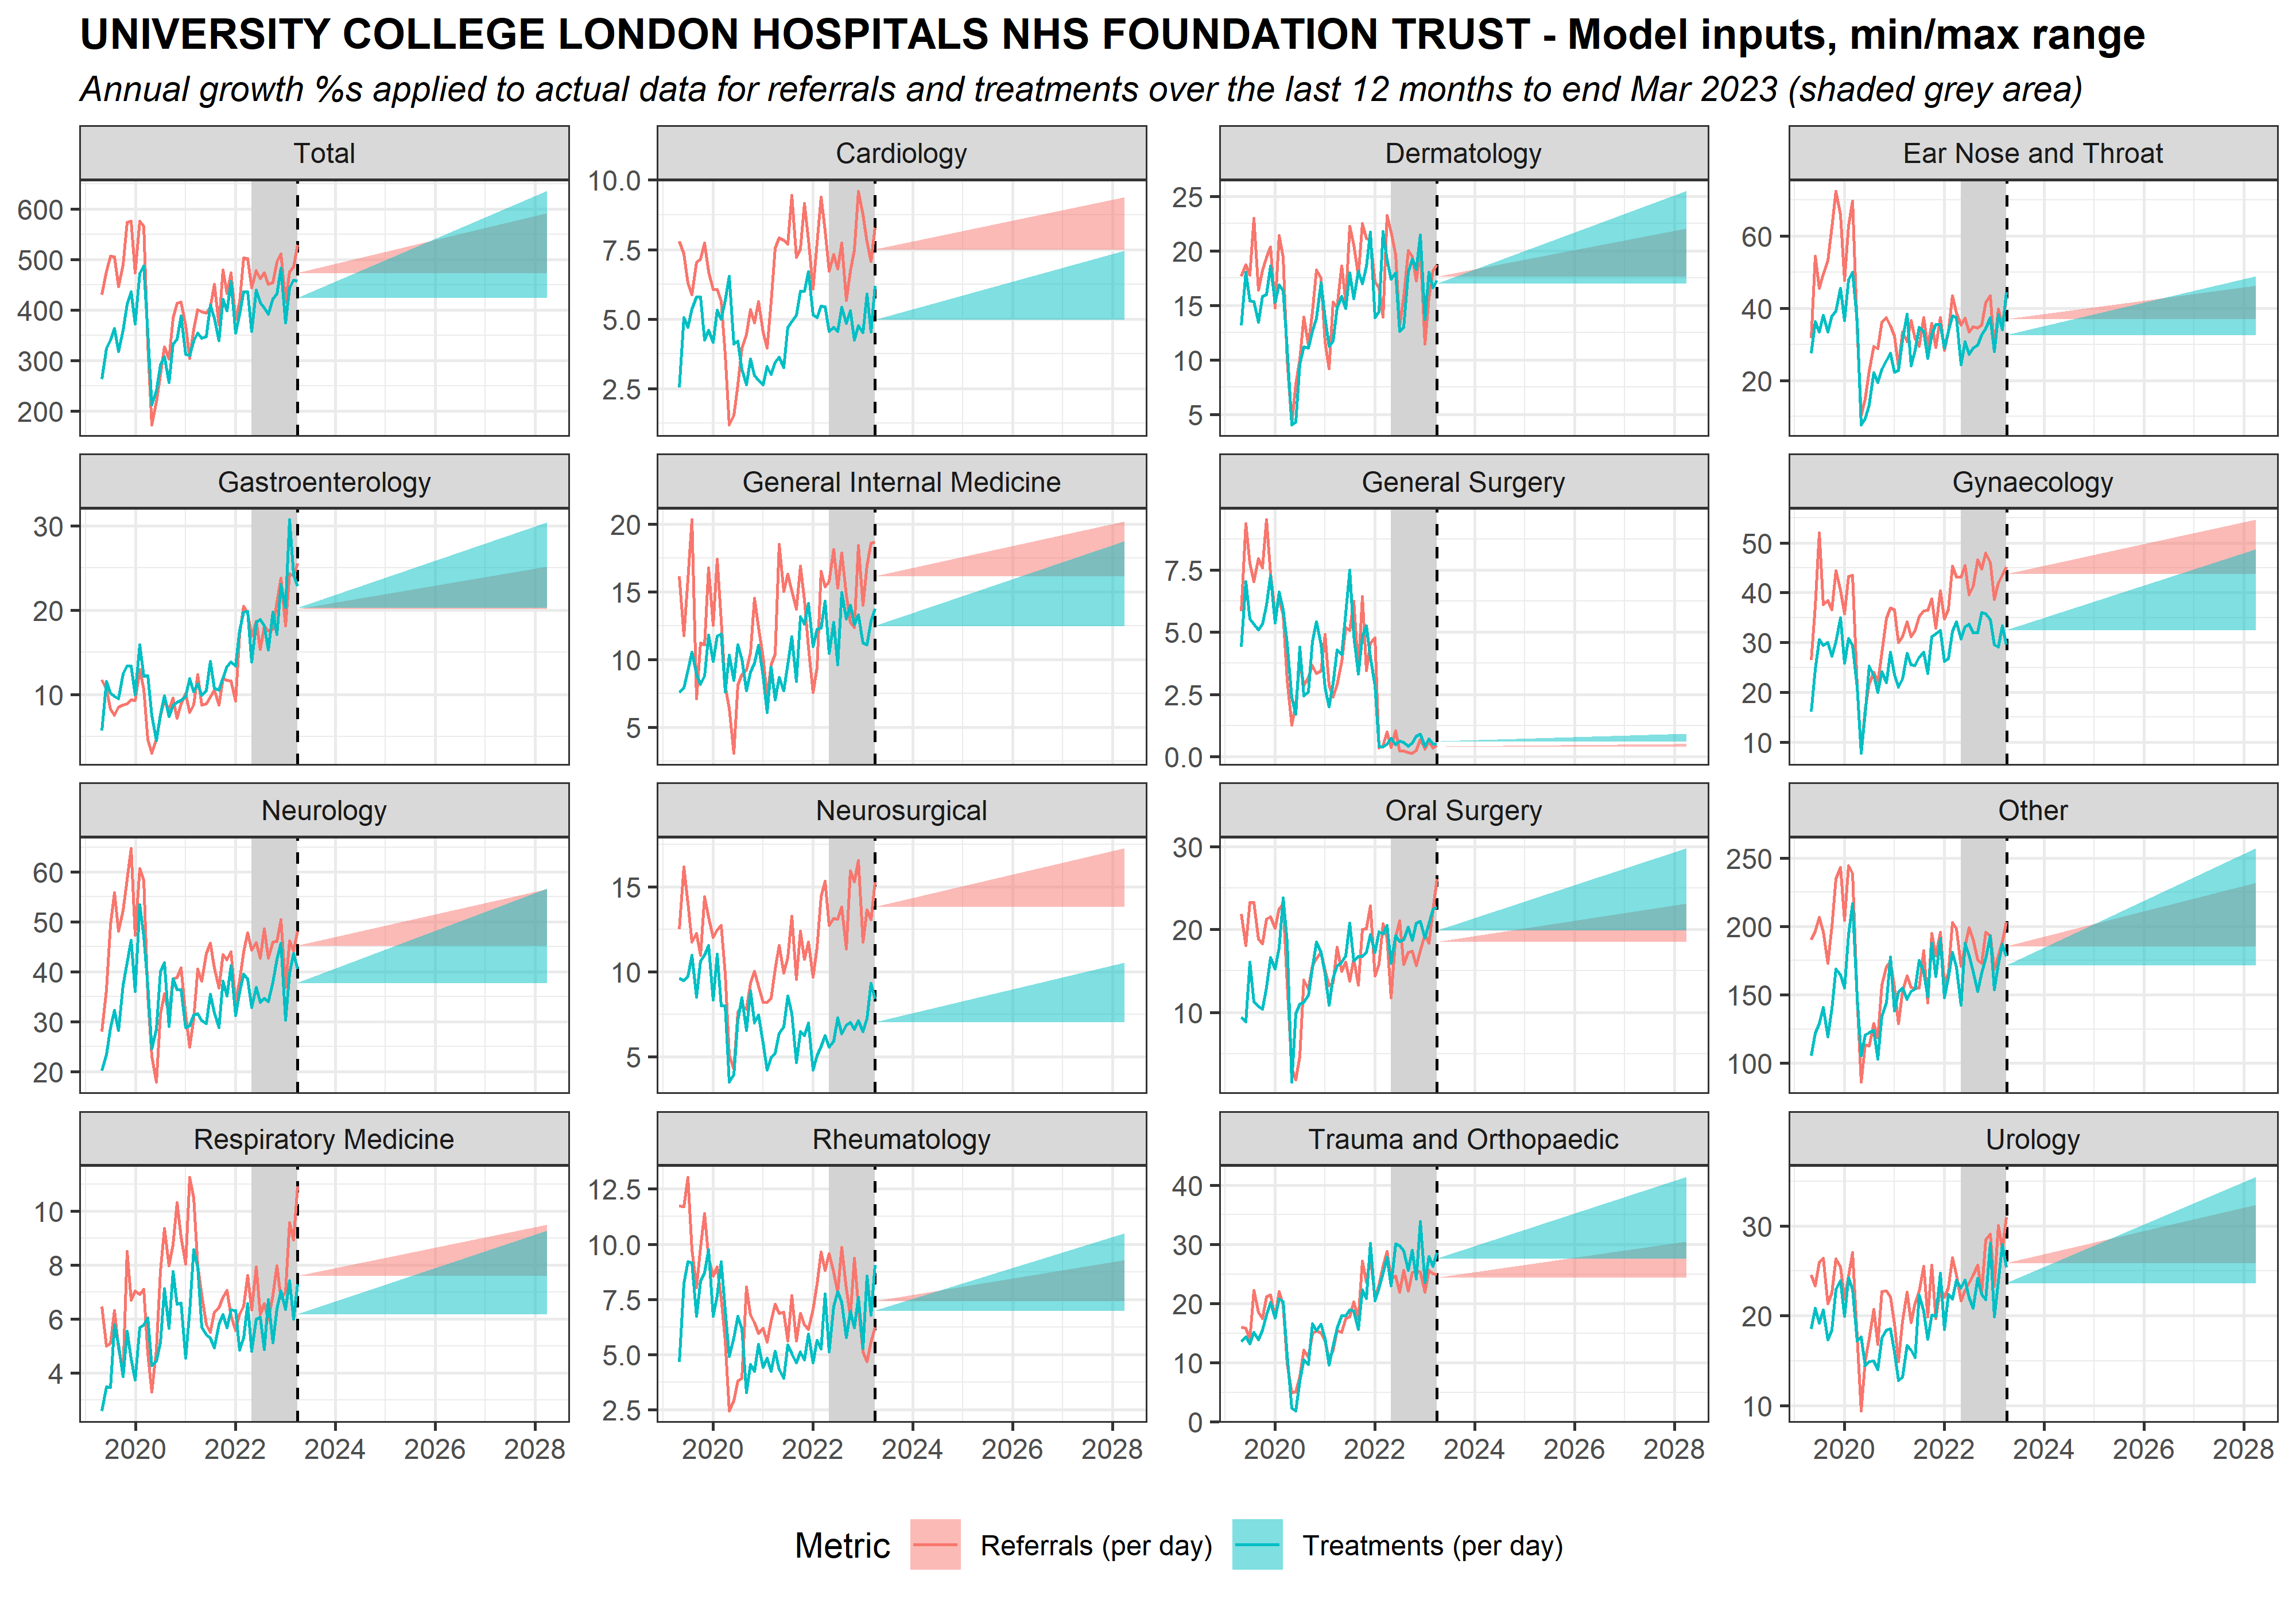 UNIVERSITY COLLEGE LONDON HOSPITALS NHS FOUNDATION TRUST - Model inputs, min/max range
Annual growth %s applied to actual data for referrals and treatments over the last 12 months to end Mar 2023 (shaded grey area)
Total
600
500
400
300
200
Cardiology
10.0
7.5
5.0
2.5
Dermatology
25
20
15
10
5
Ear Nose and Throat
60
40
20
Gastroenterology
30
20
10
General Internal Medicine
20
15
10
5
General Surgery
7.5
5.0
2.5
0.0
Gynaecology
50
40
30
20
10
Neurology
60
50
40
30
20
Neurosurgical
15
10
5
Oral Surgery
30
20
10
Other
250
200
150
100
Respiratory Medicine
10
8
6
4
2020 2022 2024 2026 2028
Rheumatology
12.5
10.0
7.5
5.0
2.5
2020 2022 2024 2026 2028
Trauma and Orthopaedic
40
30
20
10
0
2020 2022 2024 2026 2028
Urology
30
20
10
2020 2022 2024 2026 2028
Metric Referrals (per day) Treatments (per day)